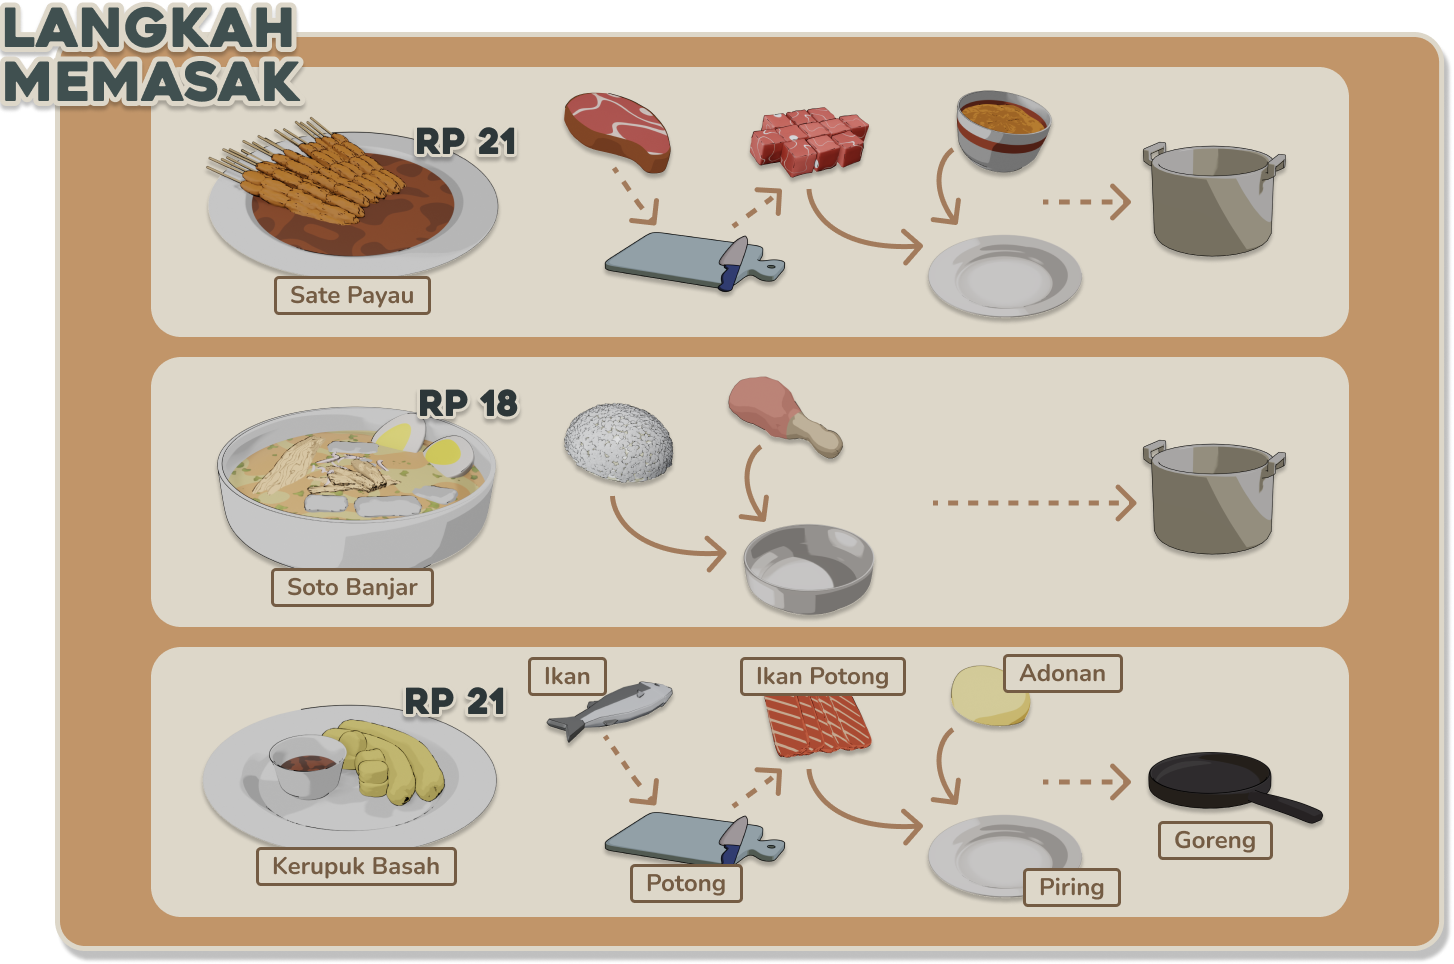 LANGKAH
MEMASAK
RP 21
Sate Payau
RP 18
Soto Banjar
Ikan
Ikan Potong
Adonan
RP 21
Goreng
Kerupuk Basah
Potong
Piring